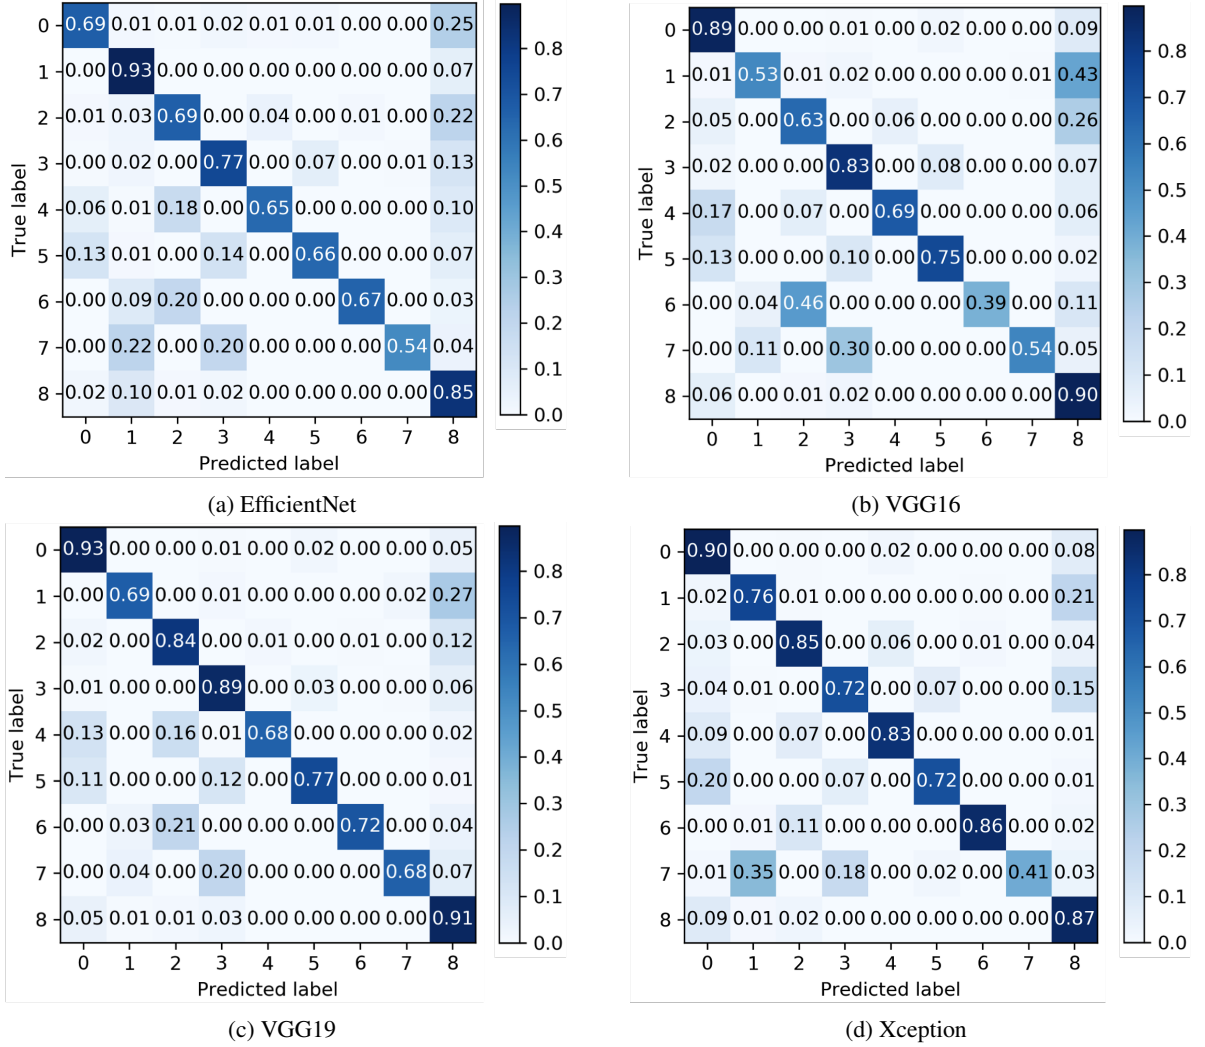 0 0.69 0.01 0.01 0.02 0.01 0.01 0.00 0.00 0.25
1 0.00 0.93 0.00 0.00 0.00 0.00 0.00 0.00 0.07
2 0.01 0.03 0.69 0.00 0.04 0.00 0.01 0.00 0.22
3 0.00 0.02 0.00 0.77 0.00 0.07 0.00 0.01 0.13
4 0.06 0.01 0.18 0.00 0.65 0.00 0.00 0.00 0.10
5 0.13 0.01 0.00 0.14 0.00 0.66 0.00 0.00 0.07
6 0.00 0.09 0.20 0.00 0.00 0.00 0.67 0.00 0.03
7 0.00 0.22 0.00 0.20 0.00 0.00 0.00 0.54 0.04
8 0.02 0.10 0.01 0.02 0.00 0.00 0.00 0.00 0.85
0 1 2 3 4 5 6 7 8
True label
Predicted label
0.8
0.7
0.6
0.5
0.4
0.3
0.2
0.1
0.0
(a) EfficientNet
0 0.89 0.00 0.00 0.01 0.00 0.02 0.00 0.00 0.09
1 0.01 0.53 0.01 0.02 0.00 0.00 0.00 0.01 0.43
2 0.05 0.00 0.63 0.00 0.06 0.00 0.00 0.00 0.26
3 0.02 0.00 0.00 0.83 0.00 0.08 0.00 0.00 0.07
4 0.17 0.00 0.07 0.00 0.69 0.00 0.00 0.00 0.06
5 0.13 0.00 0.00 0.10 0.00 0.75 0.00 0.00 0.02
6 0.00 0.04 0.46 0.00 0.00 0.00 0.39 0.00 0.11
7 0.00 0.11 0.00 0.30 0.00 0.00 0.00 0.54 0.05
8 0.06 0.00 0.01 0.02 0.00 0.00 0.00 0.00 0.90
0 1 2 3 4 5 6 7 8
True label
Predicted label
0.8
0.7
0.6
0.5
0.4
0.3
0.2
0.1
0.0
(b) VGG16
0 0.93 0.00 0.00 0.01 0.00 0.02 0.00 0.00 0.05
1 0.00 0.69 0.00 0.01 0.00 0.00 0.00 0.02 0.27
2 0.02 0.00 0.84 0.00 0.01 0.00 0.01 0.00 0.12
3 0.01 0.00 0.00 0.89 0.00 0.03 0.00 0.00 0.06
4 0.13 0.00 0.16 0.01 0.68 0.00 0.00 0.00 0.02
5 0.11 0.00 0.00 0.12 0.00 0.77 0.00 0.00 0.01
6 0.00 0.03 0.21 0.00 0.00 0.00 0.72 0.00 0.04
7 0.00 0.04 0.00 0.20 0.00 0.00 0.00 0.68 0.07
8 0.05 0.01 0.01 0.03 0.00 0.00 0.00 0.00 0.91
0 1 2 3 4 5 6 7 8
True label
Predicted label
0.8
0.7
0.6
0.5
0.4
0.3
0.2
0.1
0.0
(c) VGG19
0 0.90 0.00 0.00 0.00 0.02 0.00 0.00 0.00 0.08
1 0.02 0.76 0.01 0.00 0.00 0.00 0.00 0.00 0.21
2 0.03 0.00 0.85 0.00 0.06 0.00 0.01 0.00 0.04
3 0.04 0.01 0.00 0.72 0.00 0.07 0.00 0.00 0.15
4 0.09 0.00 0.07 0.00 0.83 0.00 0.00 0.00 0.01
5 0.20 0.00 0.00 0.07 0.00 0.72 0.00 0.00 0.01
6 0.00 0.01 0.11 0.00 0.00 0.00 0.86 0.00 0.02
7 0.01 0.35 0.00 0.18 0.00 0.02 0.00 0.41 0.03
8 0.09 0.01 0.02 0.00 0.00 0.00 0.00 0.00 0.87
0 1 2 3 4 5 6 7 8
True label
Predicted label
0.8
0.7
0.6
0.5
0.4
0.3
0.2
0.1
0.0
(d) Xception